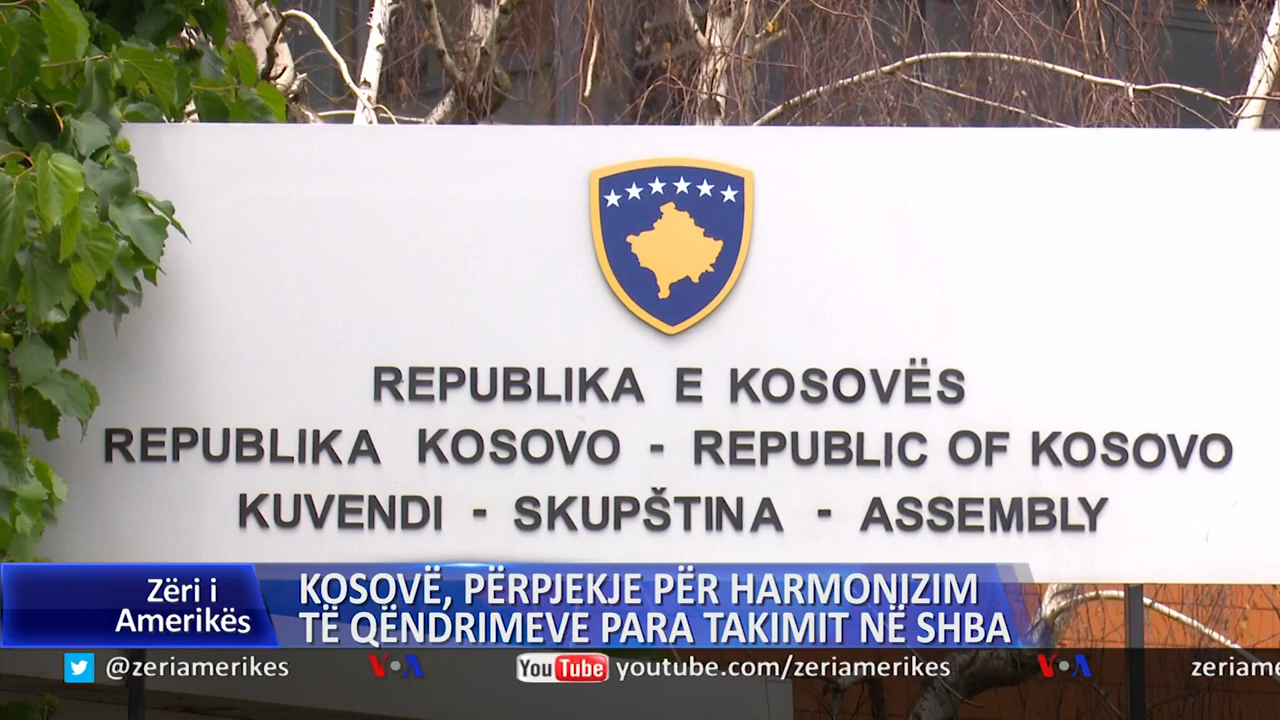 REPUBLIKA E KOSOVËS
REPUBLIKA KOSOVO - REPUBLIC OF KOSOVO
KUVENDI - SKUPŠTINA - ASSEMBLY
Zëri i
Amerikës
KOSOVË, PËRPJEKJE PËR HARMONIZIM
TË QËNDRIMEVE PARA TAKIMIT NË SHBA
@zeriamerikes VOA YouTube youtube.com/zeriamerikes VOA zeriame